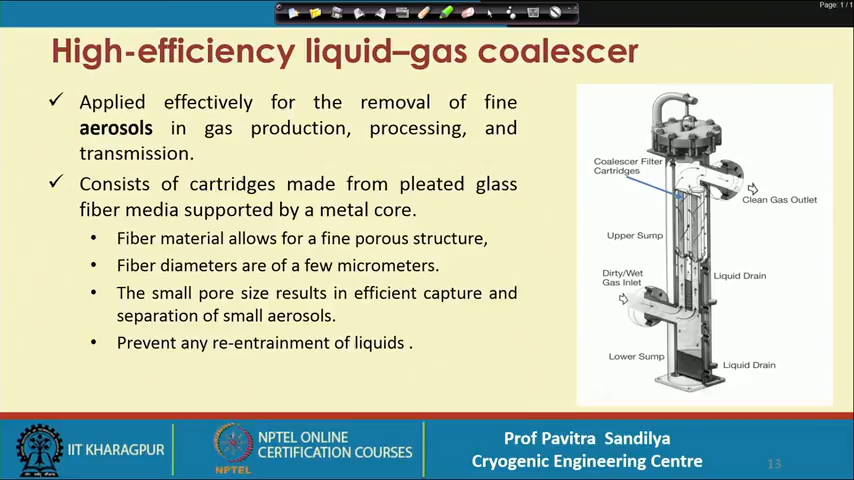 Page: 1 / 1
High-efficiency liquid–gas coalescer
✓ Applied effectively for the removal of fine
aerosols in gas production, processing, and
transmission.
✓ Consists of cartridges made from pleated glass
fiber media supported by a metal core.
• Fiber material allows for a fine porous structure,
• Fiber diameters are of a few micrometers.
• The small pore size results in efficient capture and
separation of small aerosols.
• Prevent any re-entrainment of liquids .
Coalescer Filter
Cartridges
Clean Gas Outlet
Upper Sump
Dirty/Wet
Gas Inlet
Liquid Drain
Lower Sump
Liquid Drain
IIT KHARAGPUR
NPTEL
NPTEL ONLINE
CERTIFICATION COURSES
Prof Pavitra Sandilya
Cryogenic Engineering Centre
13